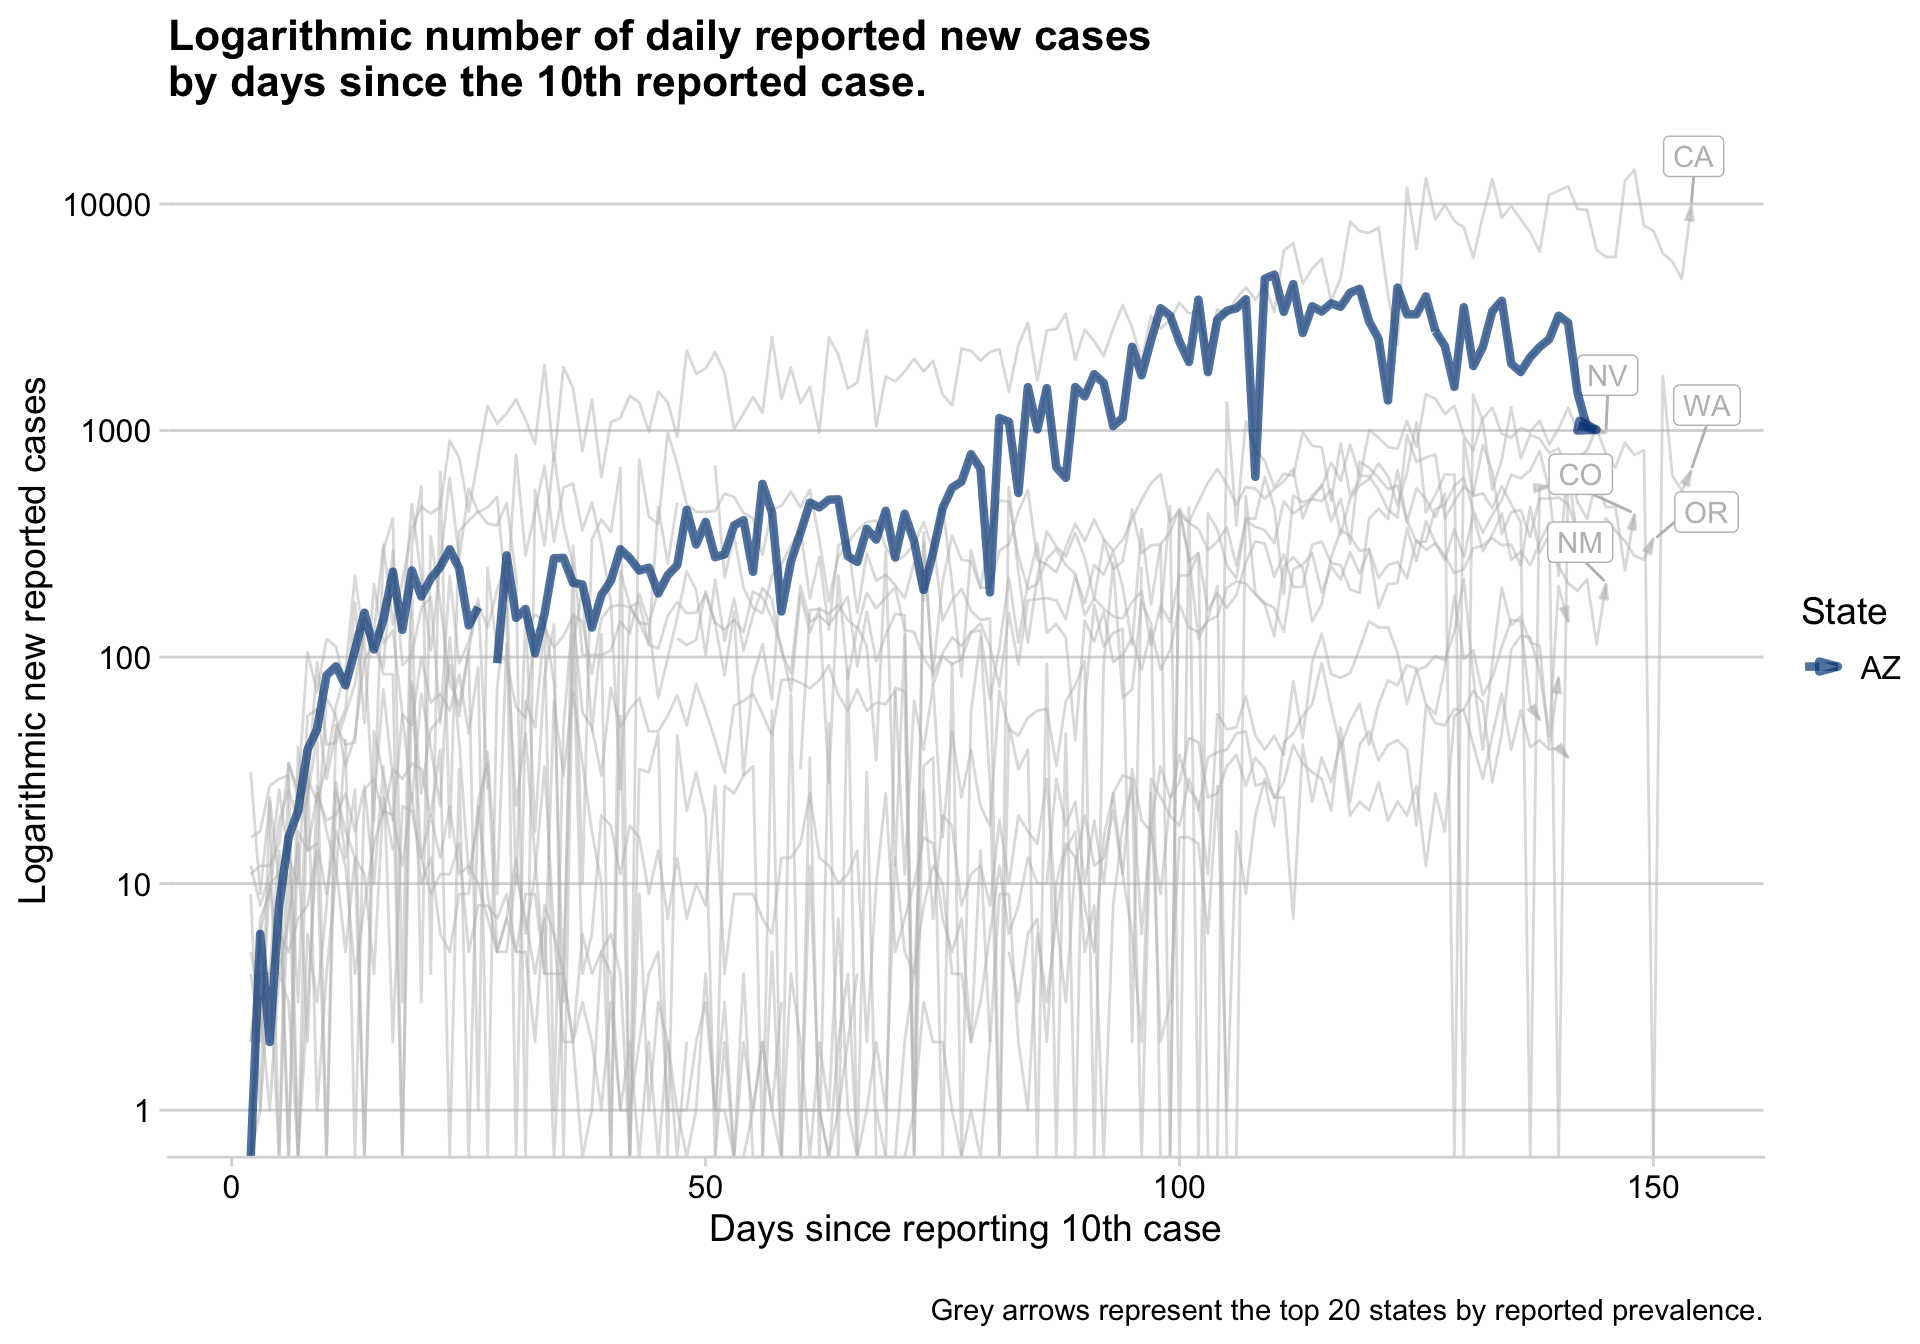 Logarithmic number of daily reported new cases
by days since the 10th reported case.
CA
10000
NV
WA
1000
CO
OR
NM
100
10
1
Logarithmic new reported cases
State
AZ
0 50 100 150
Days since reporting 10th case
Grey arrows represent the top 20 states by reported prevalence.